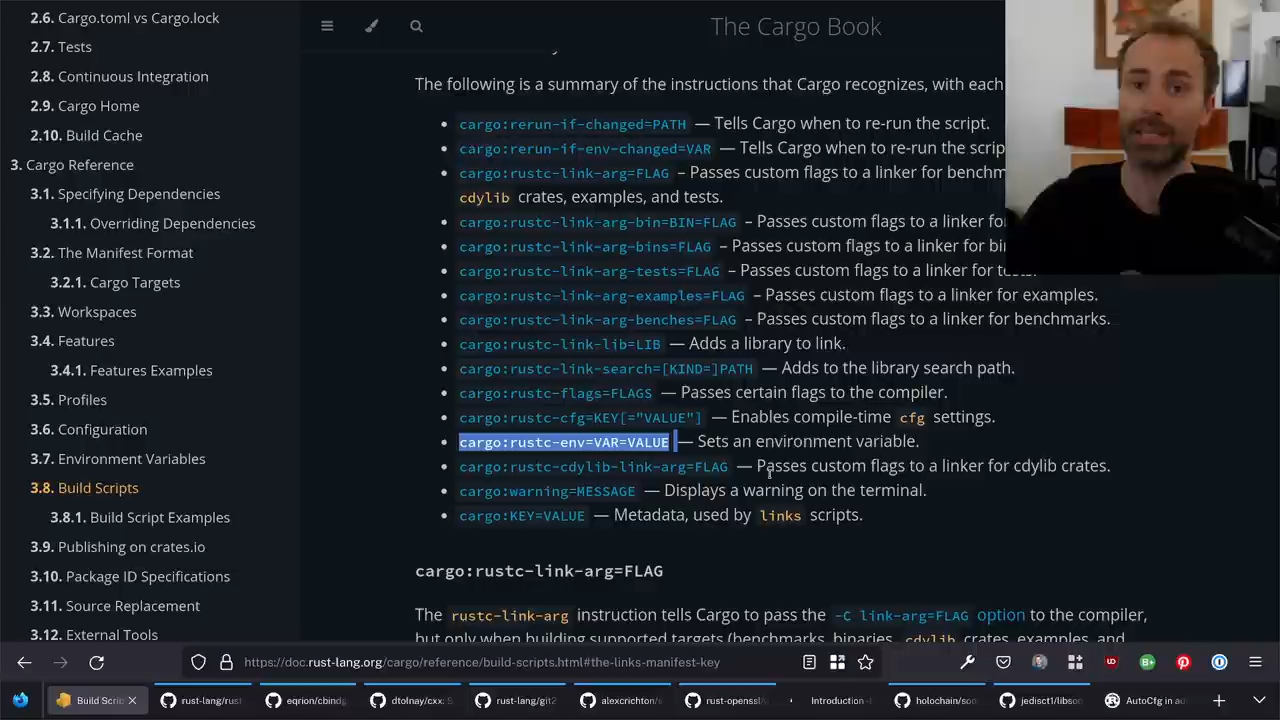 2.6. Cargo.toml vs Cargo.lock
2.7. Tests
2.8. Continuous Integration
2.9. Cargo Home
2.10. Build Cache
3. Cargo Reference
3.1. Specifying Dependencies
3.1.1. Overriding Dependencies
3.2. The Manifest Format
3.2.1. Cargo Targets
3.3. Workspaces
3.4. Features
3.4.1. Features Examples
3.5. Profiles
3.6. Configuration
3.7. Environment Variables
3.8. Build Scripts
3.8.1. Build Script Examples
3.9. Publishing on crates.io
3.10. Package ID Specifications
3.11. Source Replacement
3.12. External Tools
The Cargo Book
The following is a summary of the instructions that Cargo recognizes, with each
cargo:rerun-if-changed=PATH — Tells Cargo when to re-run the script.
cargo:rerun-if-env-changed=VAR — Tells Cargo when to re-run the scrip
cargo:rustc-link-arg=FLAG – Passes custom flags to a linker for benchm
cdylib crates, examples, and tests.
cargo:rustc-link-arg-bin=BIN=FLAG – Passes custom flags to a linker fo
cargo:rustc-link-arg-bins=FLAG – Passes custom flags to a linker for bi
cargo:rustc-link-arg-tests=FLAG – Passes custom flags to a linker for tests.
cargo:rustc-link-arg-examples=FLAG – Passes custom flags to a linker for examples.
cargo:rustc-link-arg-benches=FLAG – Passes custom flags to a linker for benchmarks.
cargo:rustc-link-lib=LIB — Adds a library to link.
cargo:rustc-link-search=[KIND=]PATH — Adds to the library search path.
cargo:rustc-flags=FLAGS — Passes certain flags to the compiler.
cargo:rustc-cfg=KEY[="VALUE"] — Enables compile-time cfg settings.
cargo:rustc-env=VAR=VALUE — Sets an environment variable.
cargo:rustc-cdylib-link-arg=FLAG — Passes custom flags to a linker for cdylib crates.
cargo:warning=MESSAGE — Displays a warning on the terminal.
cargo:KEY=VALUE — Metadata, used by links scripts.
cargo:rustc-link-arg=FLAG
The rustc-link-arg instruction tells Cargo to pass the -C link-arg=FLAG option to the compiler,
but only when building supported targets (benchmarks, binaries, cdylib crates, examples, and
https://doc.rust-lang.org/cargo/reference/build-scripts.html#the-links-manifest-key
Build Scrip
rust-lang/rust
eqrion/cbindg
dtolnay/cxx: S
rust-lang/git2
alexcrichton/
rust-openssl/
Introduction -
holochain/so
jedisct1/libso
AutoCfg in a